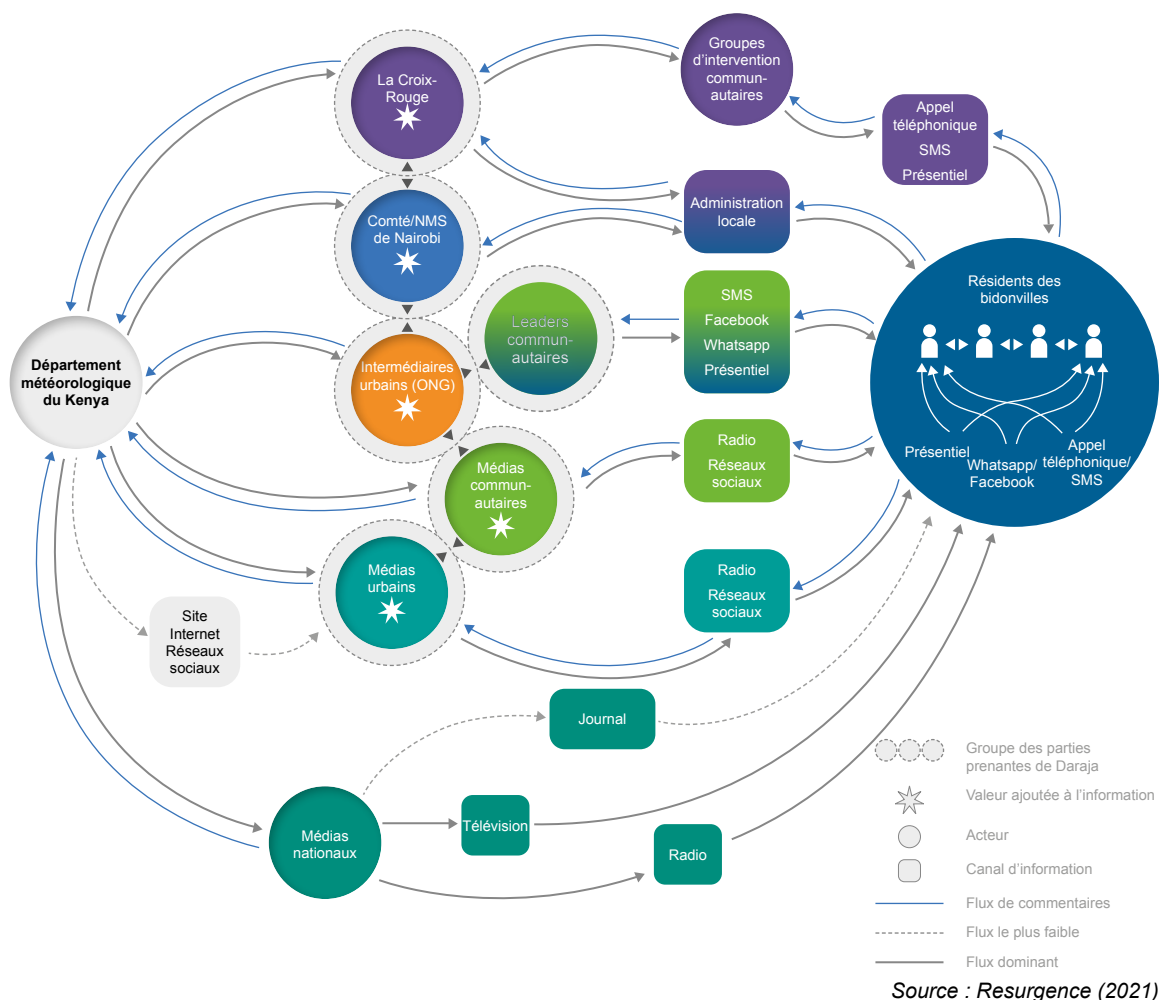 La Croix-
Rouge
Groupes
d'intervention
commun-
autaires
Appel
téléphonique
SMS
Présentiel
Comté/NMS
de Nairobi
Administration
locale
Résidents des
bidonvilles
Présentiel
Whatsapp/
Facebook
Appel
téléphonique/
SMS
Département
météorologique
du Kenya
Intermédiaires
urbains (ONG)
Leaders
commun-
autaires
SMS
Facebook
Whatsapp
Présentiel
Médias
commun-
autaires
Radio
Réseaux
sociaux
Médias
urbains
Radio
Réseaux
sociaux
Site
Internet
Réseaux
sociaux
Journal
Médias
nationaux
Télévision
Radio
Groupe des parties
prenantes de Daraja
Valeur ajoutée à l'information
Acteur
Canal d'information
Flux de commentaires
Flux le plus faible
Flux dominant
Source : Resurgence (2021)